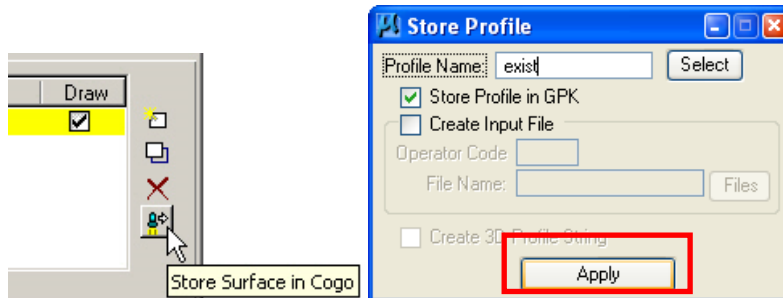 Draw
Store Surface in Cogo
Store Profile
Profile Name: exist Select
Store Profile in GPK
Create Input File
Operator Code
File Name: Files
Create 3D Profile String
Apply